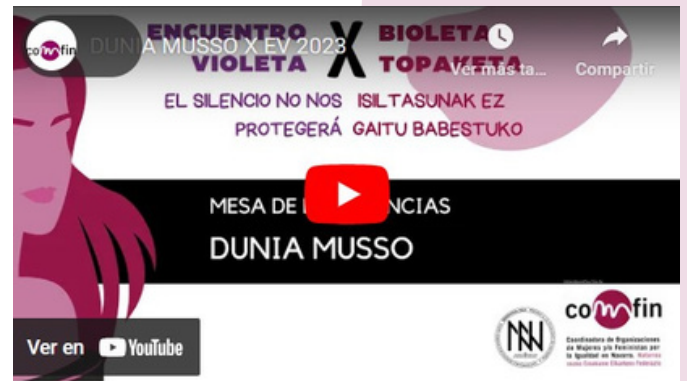 comfin
DUNIA MUSSO X EV 2023
ENCUENTRO X BIOLETA
VIOLETA TOPAKETA
Ver más ta...
Compartir
EL SILENCIO NO NOS ISILTASUNAK EZ
PROTEGERÁ GAITU BABESTUKO
MESA DE NCIAS
DUNIA MUSSO
comfin
Coordinadora de Organizaciones
de Mujeres y/o Feministas por
la Igualdad en Navarra.
Ver en YouTube